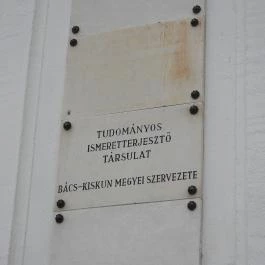 TUDOMÁNYOS
ISMERETTERJESZTŐ
TÁRSULAT
BÁCS-KISKUN MEGYEI SZERVEZETE